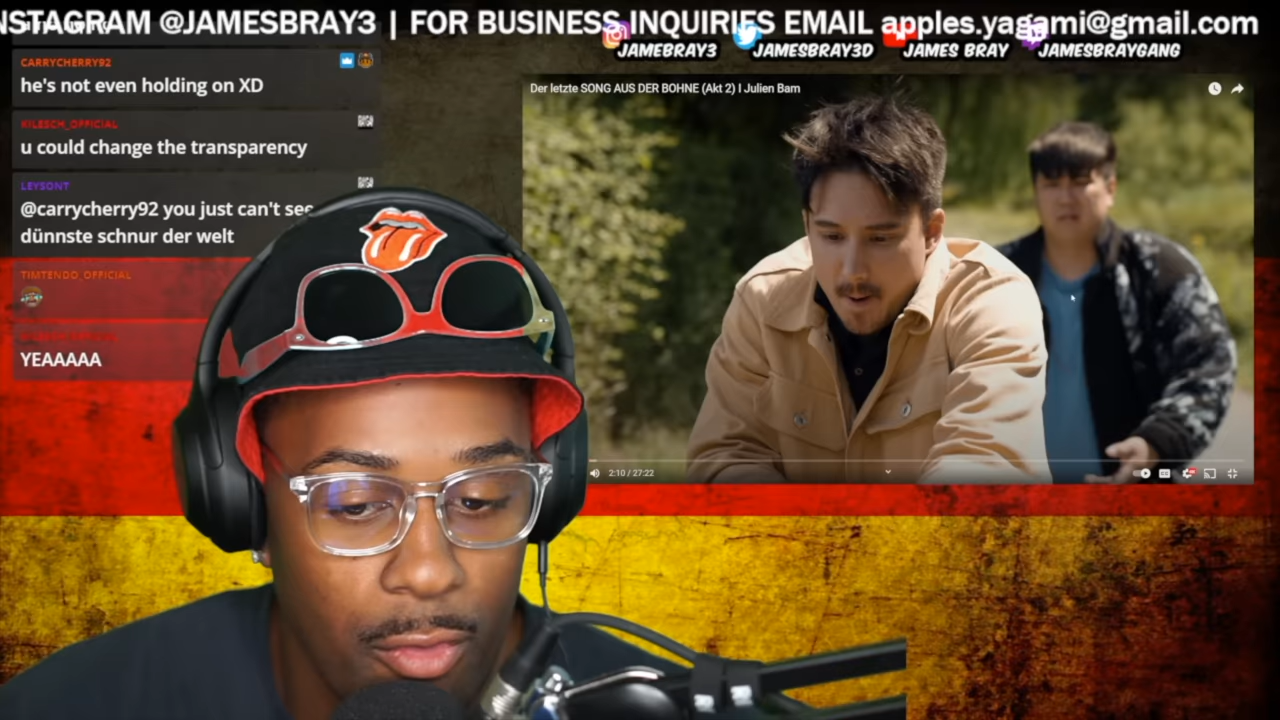 NSTAGRAM @JAMESBRAY3 | FOR BUSINESS INQUIRIES EMAIL apples.yagami@gmail.com
JAMEBRAY3 JAMESBRAY3D JAMES BRAY JAMESBRAYGANG
CARRYCHERRY92
he's not even holding on XD
KILESCH_OFFICIAL
u could change the transparency
LEYSONT
@carrycherry92 you just can't see
dünnste schnur der welt
TIMTENDO_OFFICIAL
YEAAAAA
Der letzte SONG AUS DER BOHNE (Akt 2) I Julien Bam
2:10 / 27:22